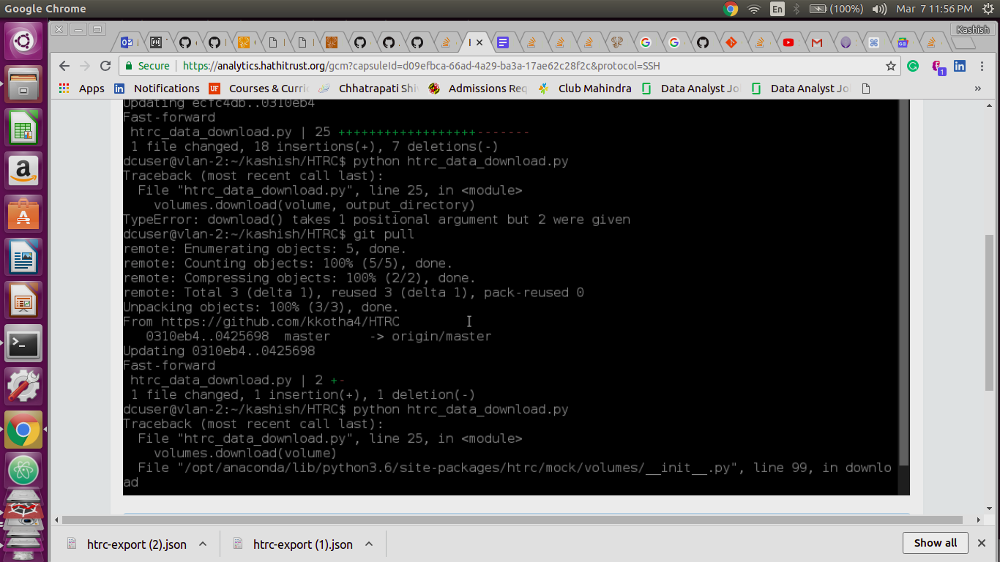 Google Chrome
En
(100%)
Mar 7 11:56 PM
Kashish
Secure
https://analytics.hathitrust.org/gcm?capsuleId=d09efbca-66ad-4a29-ba3a-17ae62c28f2c&protocol=SSH
1
Apps
Notifications
Courses & Curri
Chhatrapati Shi
Admissions Req
Club Mahindra
Data Analyst Jo
Data Analyst Jo
»
Updating ecfc4db..0310eb4
Fast-forward
htrc_data_download.py | 25 ++++++++++++++++++-------
1 file changed, 18 insertions(+), 7 deletions(-)
dcuser@vlan-2:~/kashish/HTRC$ python htrc_data_download.py
Traceback (most recent call last):
File "htrc_data_download.py", line 25, in <module>
volumes.download(volume, output_directory)
TypeError: download() takes 1 positional argument but 2 were given
dcuser@vlan-2:~/kashish/HTRC$ git pull
remote: Enumerating objects: 5, done.
remote: Counting objects: 100% (5/5), done.
remote: Compressing objects: 100% (2/2), done.
remote: Total 3 (delta 1), reused 3 (delta 1), pack-reused 0
Unpacking objects: 100% (3/3), done.
From https://github.com/kkotha4/HTRC
0310eb4..0425698 master -> origin/master
Updating 0310eb4..0425698
Fast-forward
htrc_data_download.py | 2 +-
1 file changed, 1 insertion(+), 1 deletion(-)
dcuser@vlan-2:~/kashish/HTRC$ python htrc_data_download.py
Traceback (most recent call last):
File "htrc_data_download.py", line 25, in <module>
volumes.download(volume)
File "/opt/anaconda/lib/python3.6/site-packages/htrc/mock/volumes/__init__.py", line 99, in downlo
ad
htrc-export (2).json
htrc-export (1).json
Show all